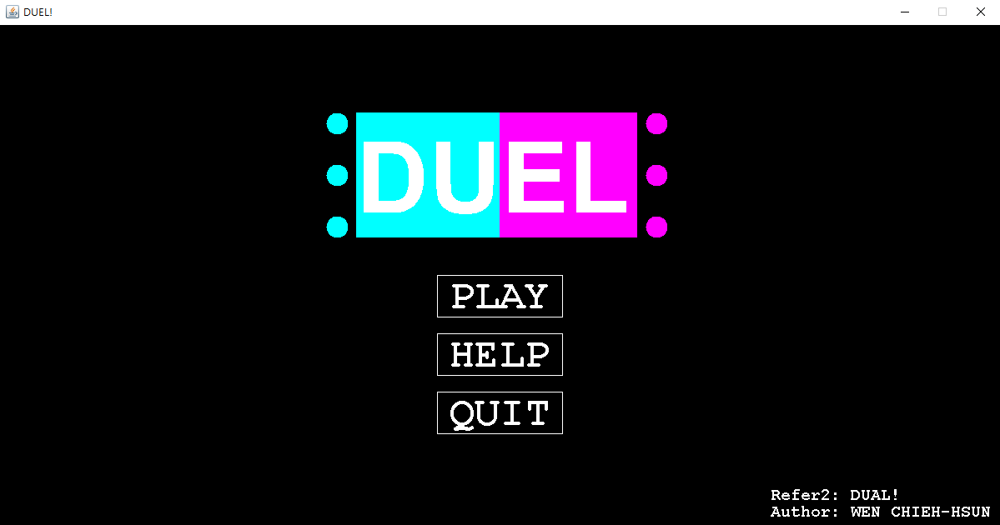 DUEL!
DUEL
PLAY
HELP
QUIT
Refer2: DUAL!
Author: WEN CHIEH-HSUN